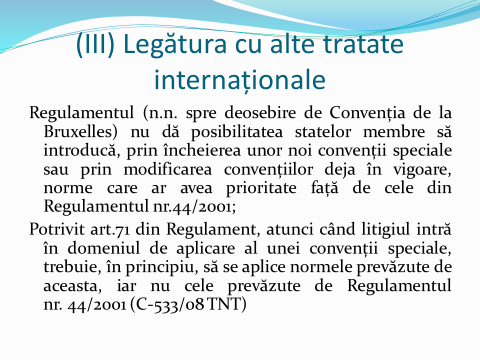 (III) Legătura cu alte tratate
internaționale
Regulamentul (n.n. spre deosebire de Convenția de la
Bruxelles) nu dă posibilitatea statelor membre să
introducă, prin încheierea unor noi convenții speciale
sau prin modificarea convențiilor deja în vigoare,
norme care ar avea prioritate față de cele din
Regulamentul nr.44/2001;
Potrivit art.71 din Regulament, atunci când litigiul intră
în domeniul de aplicare al unei convenții speciale,
trebuie, în principiu, să se aplice normele prevăzute de
aceasta, iar nu cele prevăzute de Regulamentul
nr. 44/2001 (C-533/08 TNT)